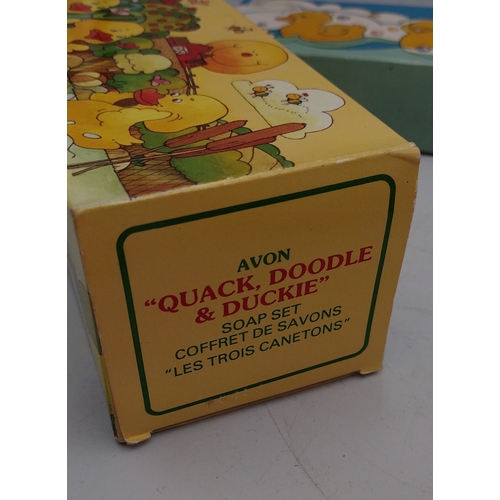 AVON
"QUACK, DOODLE
& DUCKIE"
SOAP SET
COFFRET DE SAVONS
"LES TROIS CANETONS"